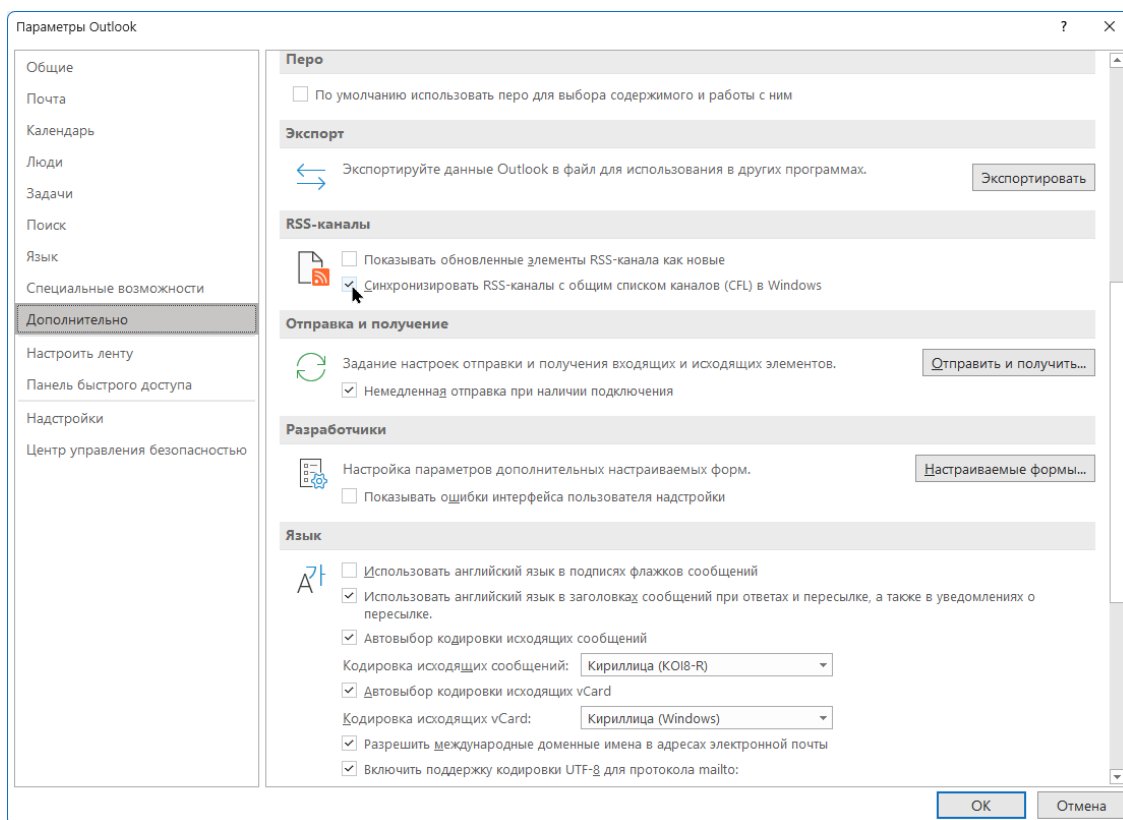 Параметры Outlook
?
Общие
Почта
Календарь
Люди
Задачи
Поиск
Язык
Специальные возможности
Дополнительно
Настроить ленту
Панель быстрого доступа
Надстройки
Центр управления безопасностью
Перо
По умолчанию использовать перо для выбора содержимого и работы с ним
Экспорт
Экспортируйте данные Outlook в файл для использования в других программах.
Экспортировать
RSS-каналы
Показывать обновленные элементы RSS-канала как новые
Синхронизировать RSS-каналы с общим списком каналов (CFL) в Windows
Отправка и получение
Задание настроек отправки и получения входящих и исходящих элементов.
Отправить и получить...
Немедленная отправка при наличии подключения
Разработчики
Настройка параметров дополнительных настраиваемых форм.
Настраиваемые формы...
Показывать ошибки интерфейса пользователя надстройки
Язык
A가
Использовать английский язык в подписях флажков сообщений
Использовать английский язык в заголовках сообщений при ответах и пересылке, а также в уведомлениях о
пересылке.
Автовыбор кодировки исходящих сообщений
Кодировка исходящих сообщений: Кириллица (KOI8-R)
Автовыбор кодировки исходящих vCard
Кодировка исходящих vCard: Кириллица (Windows)
Разрешить международные доменные имена в адресах электронной почты
Включить поддержку кодировки UTF-8 для протокола mailto:
ОК
Отмена